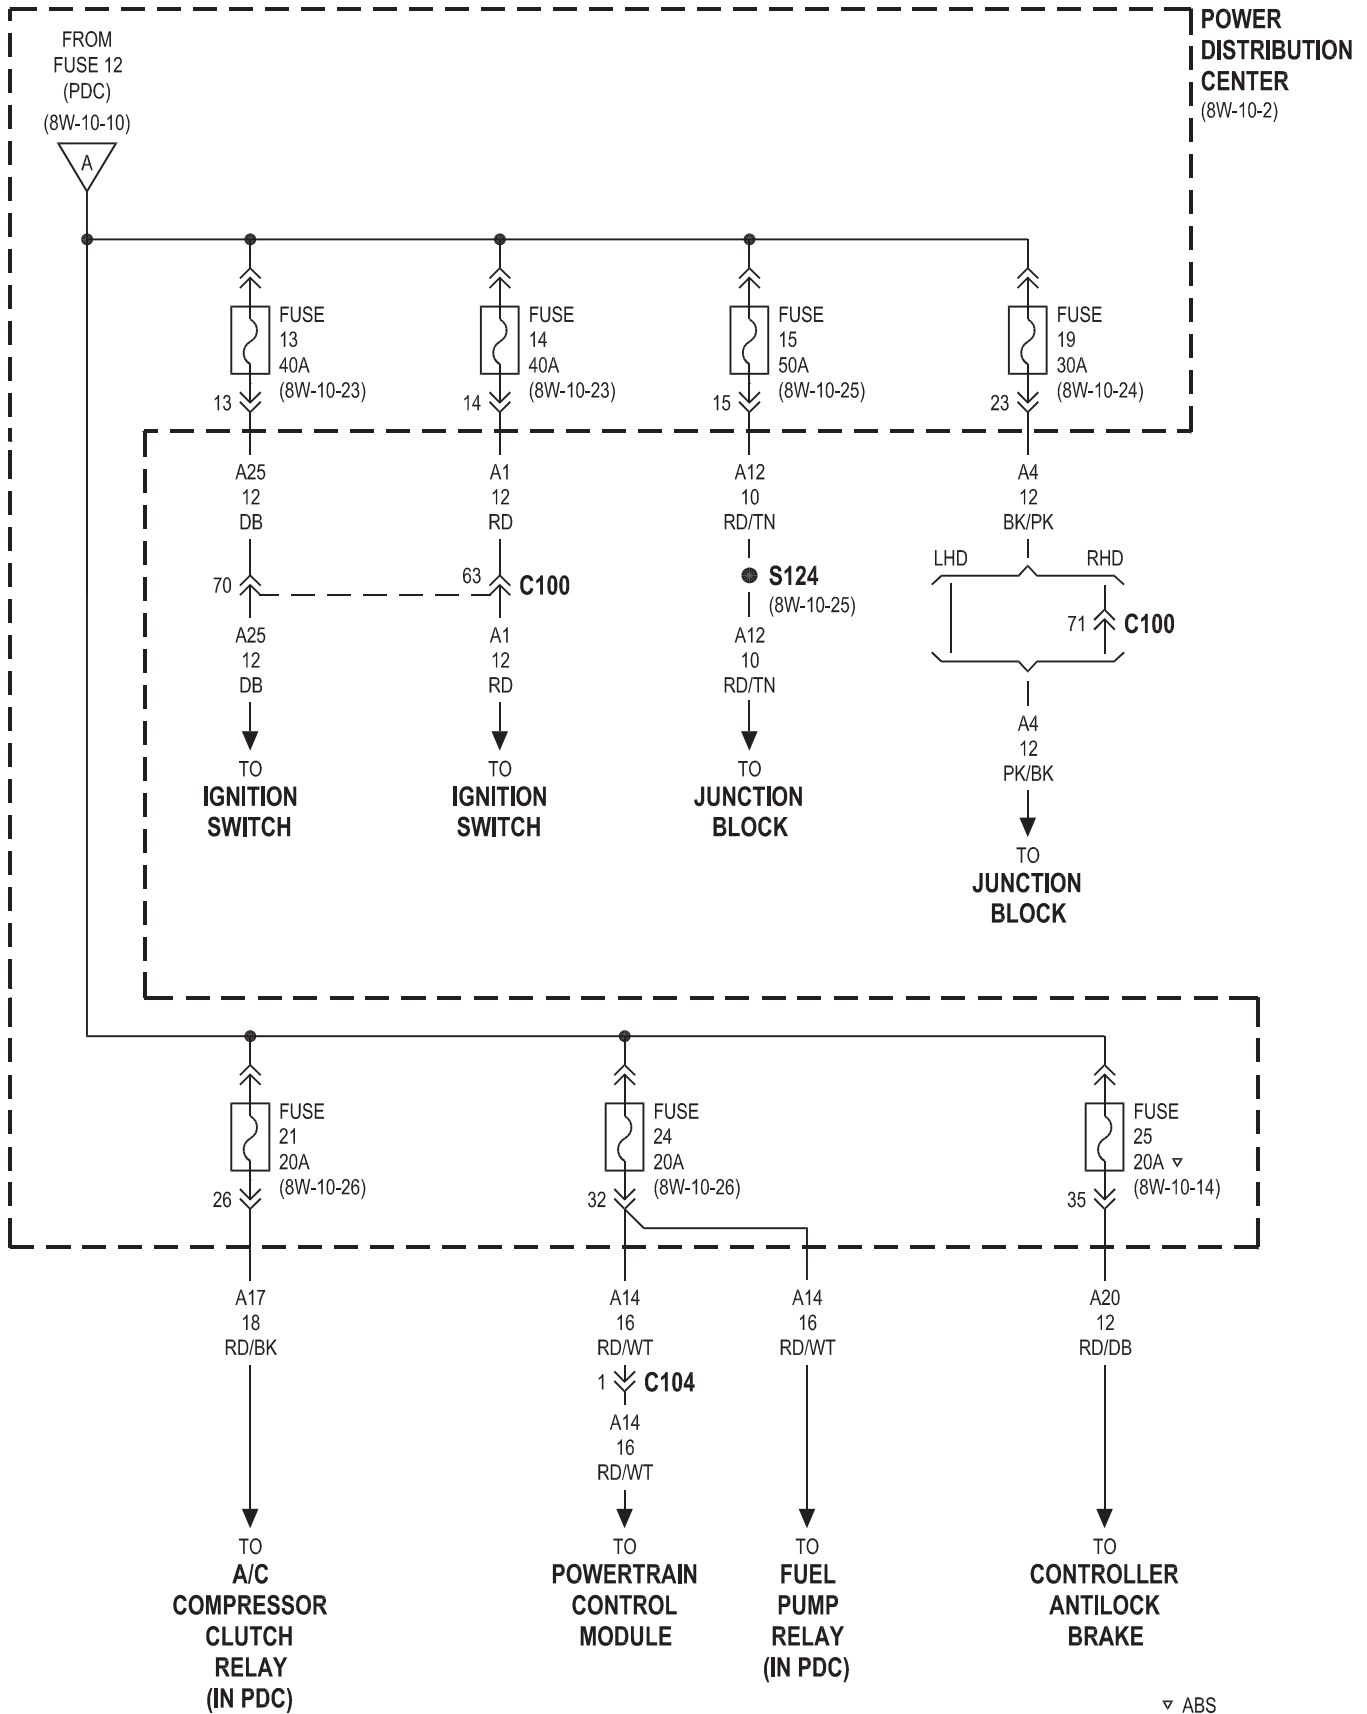 POWER
DISTRIBUTION
CENTER
(8W-10-2)
FROM
FUSE 12
(PDC)
(8W-10-10)
A
FUSE
13
40A
(8W-10-23)
13
FUSE
14
40A
(8W-10-23)
14
FUSE
15
50A
(8W-10-25)
15
FUSE
19
30A
(8W-10-24)
23
A25
12
DB
70
A25
12
DB
TO
IGNITION
SWITCH
A1
12
RD
63
C100
A1
12
RD
TO
IGNITION
SWITCH
A12
10
RD/TN
S124
(8W-10-25)
A12
10
RD/TN
TO
JUNCTION
BLOCK
A4
12
BK/PK
LHD
RHD
71
C100
A4
12
PK/BK
TO
JUNCTION
BLOCK
FUSE
21
20A
(8W-10-26)
26
FUSE
24
20A
(8W-10-26)
32
FUSE
25
20A ▿
(8W-10-14)
35
A17
18
RD/BK
TO
A/C
COMPRESSOR
CLUTCH
RELAY
(IN PDC)
A14
16
RD/WT
1
C104
A14
16
RD/WT
TO
POWERTRAIN
CONTROL
MODULE
A14
16
RD/WT
TO
FUEL
PUMP
RELAY
(IN PDC)
A20
12
RD/DB
TO
CONTROLLER
ANTILOCK
BRAKE
▿ ABS